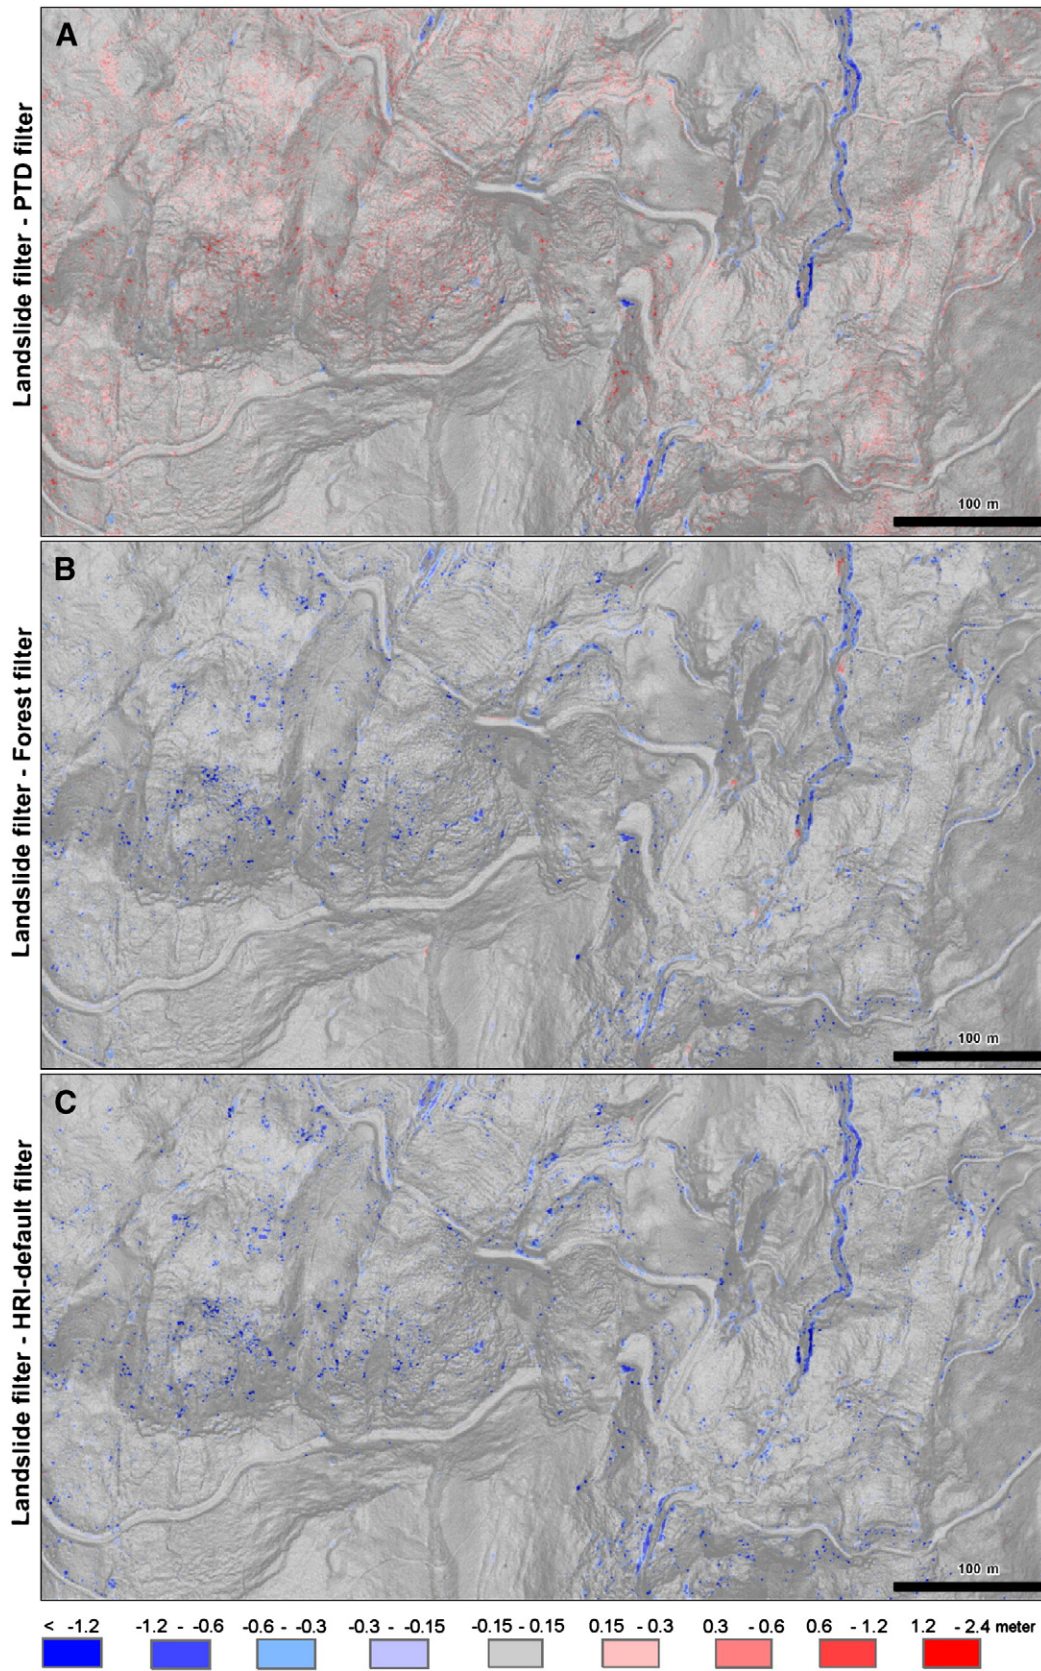 A
Landslide filter - PTD filter
100 m
B
Landslide filter - Forest filter
100 m
C
Landslide filter - HRI-default filter
100 m
< -1.2 -1.2 - -0.6 -0.6 - -0.3 -0.3 - -0.15 -0.15 - 0.15 0.15 - 0.3 0.3 - 0.6 0.6 - 1.2 1.2 - 2.4 meter